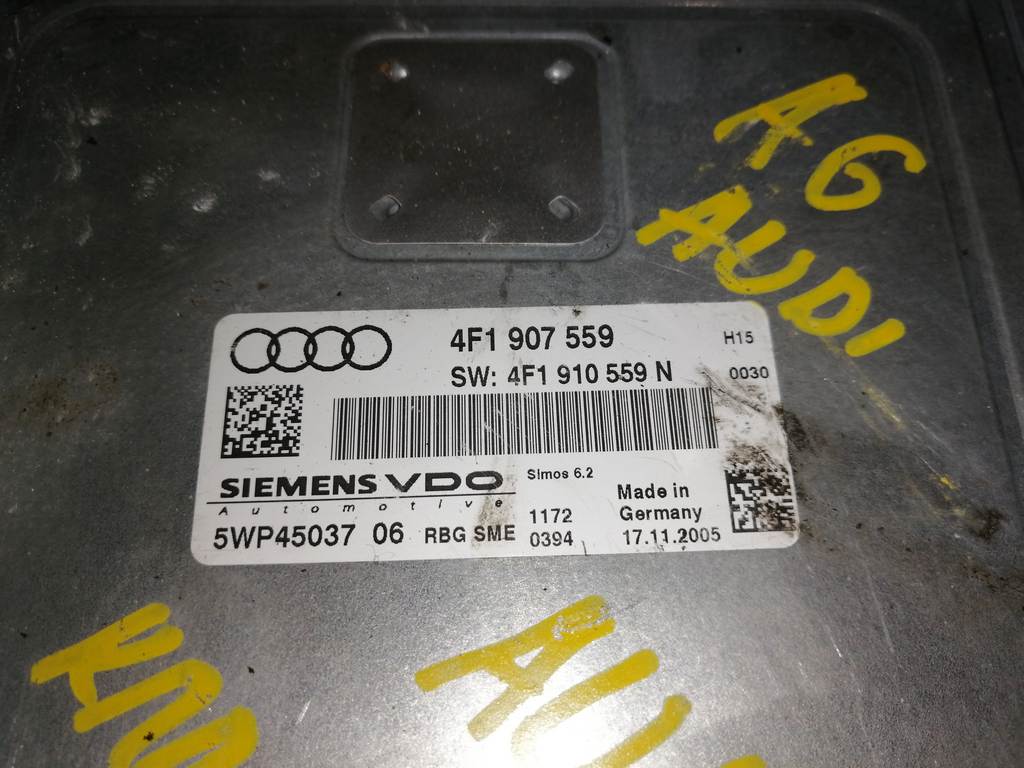 A6
AUDI
4F1 907 559
H15
SW: 4F1 910 559 N
0030
SIEMENS VDO
Automotive
Simos 6.2
5WP45037 06 RBG SME
1172
0394
Made in
Germany
17.11.2005